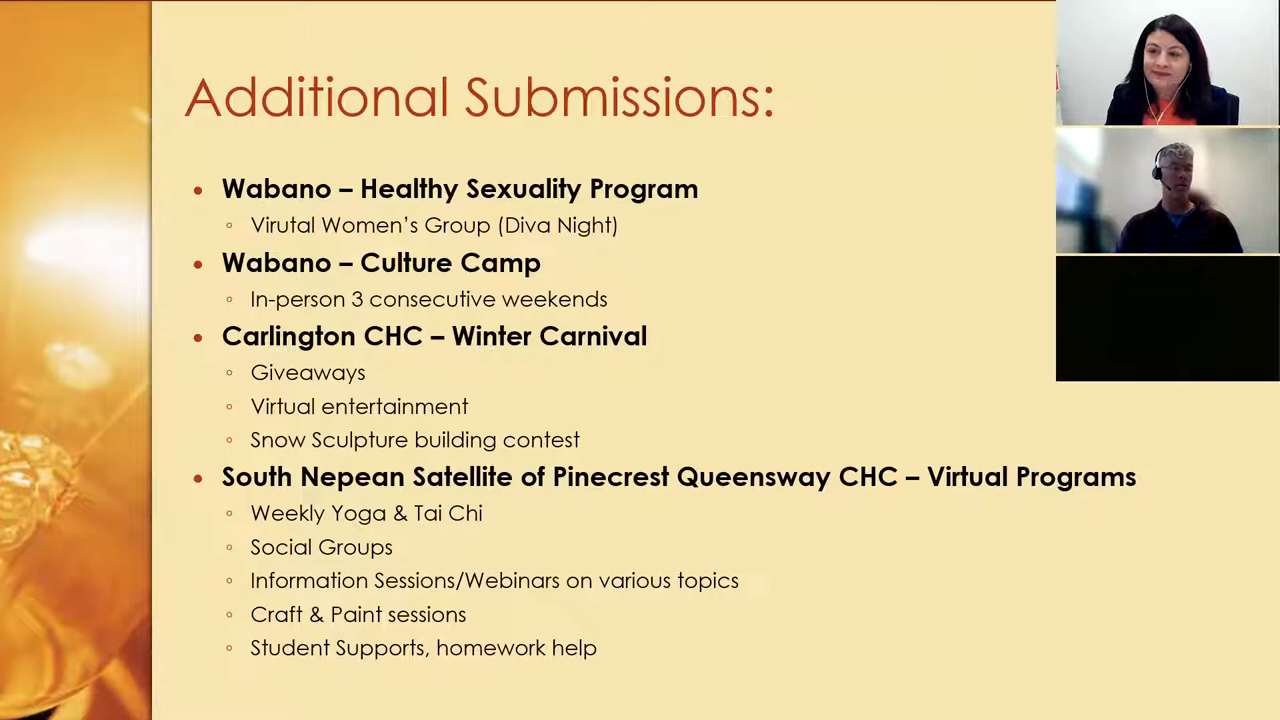 Additional Submissions:
• Wabano – Healthy Sexuality Program
◦ Virutal Women's Group (Diva Night)
• Wabano – Culture Camp
◦ In-person 3 consecutive weekends
• Carlington CHC – Winter Carnival
◦ Giveaways
◦ Virtual entertainment
◦ Snow Sculpture building contest
• South Nepean Satellite of Pinecrest Queensway CHC – Virtual Programs
◦ Weekly Yoga & Tai Chi
◦ Social Groups
◦ Information Sessions/Webinars on various topics
◦ Craft & Paint sessions
◦ Student Supports, homework help